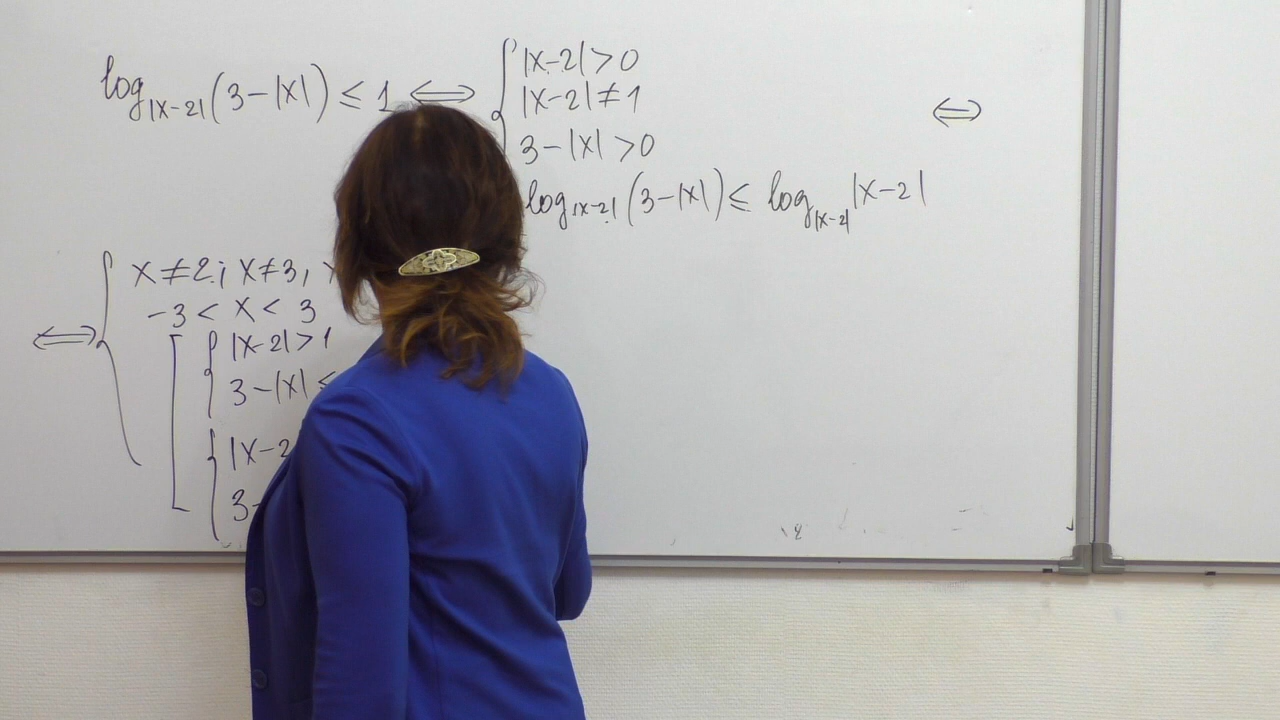 log|x-2|(3-|x|) ≤ 1 ⟺
|x-2| > 0
|x-2| ≠ 1
3-|x| > 0
log|x-2|(3-|x|) ≤ log|x-2||x-2|
⟺
⟺
x ≠ 2; x ≠ 3,
-3 < x < 3
|x-2| > 1
3-|x| ≤
|x-2
3-